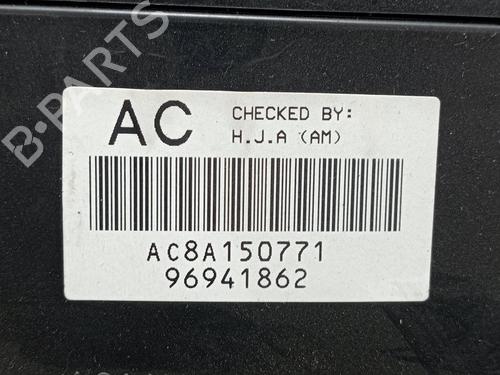 AC
CHECKED BY:
H.J.A (AM)
AC8A150771
96941862
B-PARTS